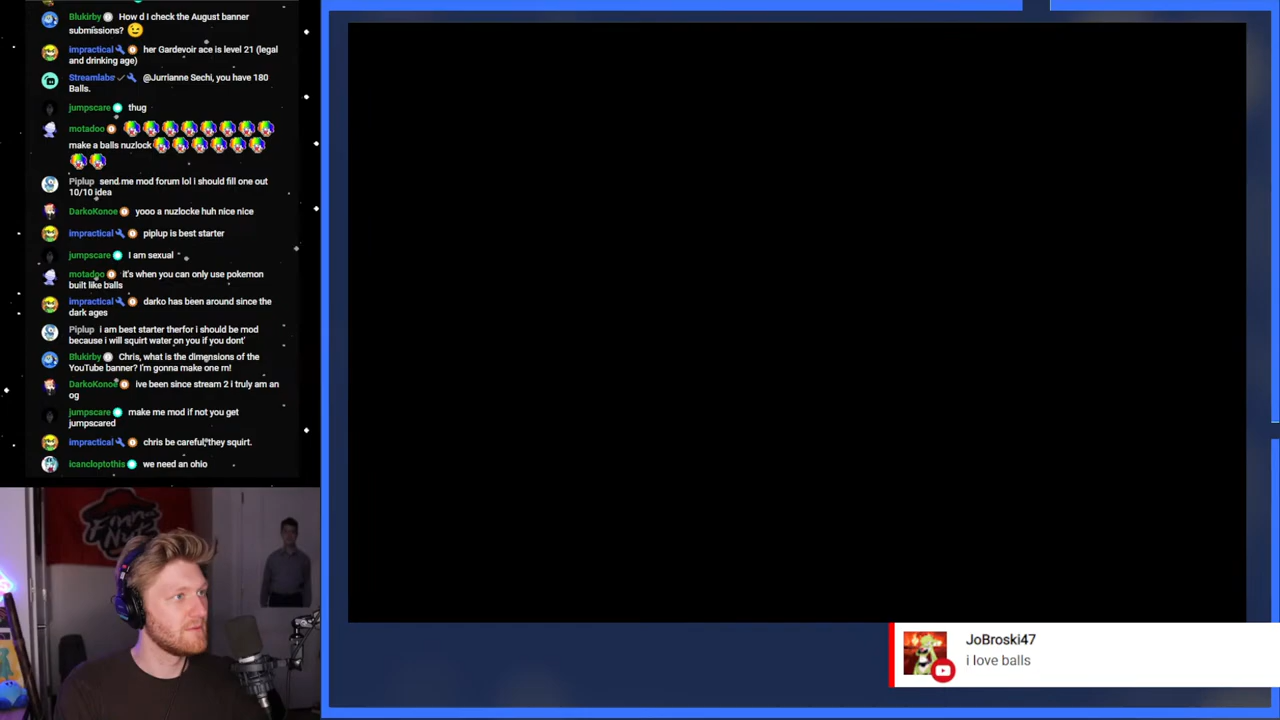 Blukirby How d I check the August banner
submissions? 😉
impractical her Gardevoir ace is level 21 (legal
and drinking age)
Streamlabs @Jurrianne Sechi, you have 180
Balls.
jumpscare thug
motadoo
make a balls nuzlock
Piplup send me mod forum lol i should fill one out
10/10 idea
DarkoKonoe yooo a nuzlocke huh nice nice
impractical piplup is best starter
jumpscare I am sexual
motadoo it's when you can only use pokemon
built like balls
impractical darko has been around since the
dark ages
Piplup i am best starter therfor i should be mod
because i will squirt water on you if you dont'
Blukirby Chris, what is the dimensions of the
YouTube banner? I'm gonna make one rn!
DarkoKonoe ive been since stream 2 i truly am an
og
jumpscare make me mod if not you get
jumpscared
impractical chris be careful, they squirt.
icancloptothis we need an ohio
JoBroski47
i love balls